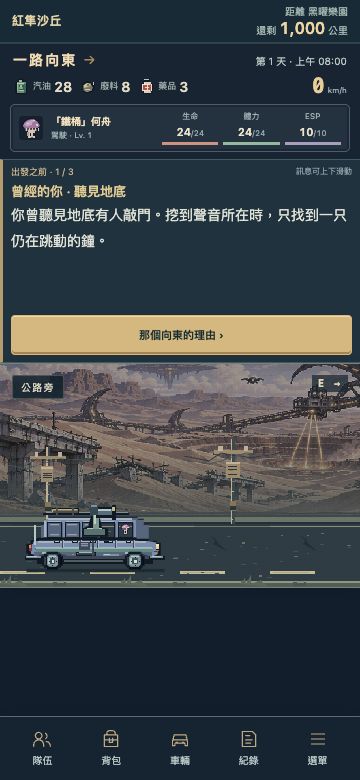 紅隼沙丘
距離 黑曜樂園
還剩 1,000 公里
一路向東 →
第 1 天 · 上午 08:00
汽油 28 廢料 8 藥品 3
0 km/h
「鐵桶」何舟
駕駛 · Lv. 1
生命 體力 ESP
24/24 24/24 10/10
出發之前 · 1 / 3
訊息可上下滑動
曾經的你 · 聽見地底
你曾聽見地底有人敲門。挖到聲音所在時，只找到一只
仍在跳動的鐘。
那個向東的理由 ›
公路旁
E →
隊伍 背包 車輛 紀錄 選單